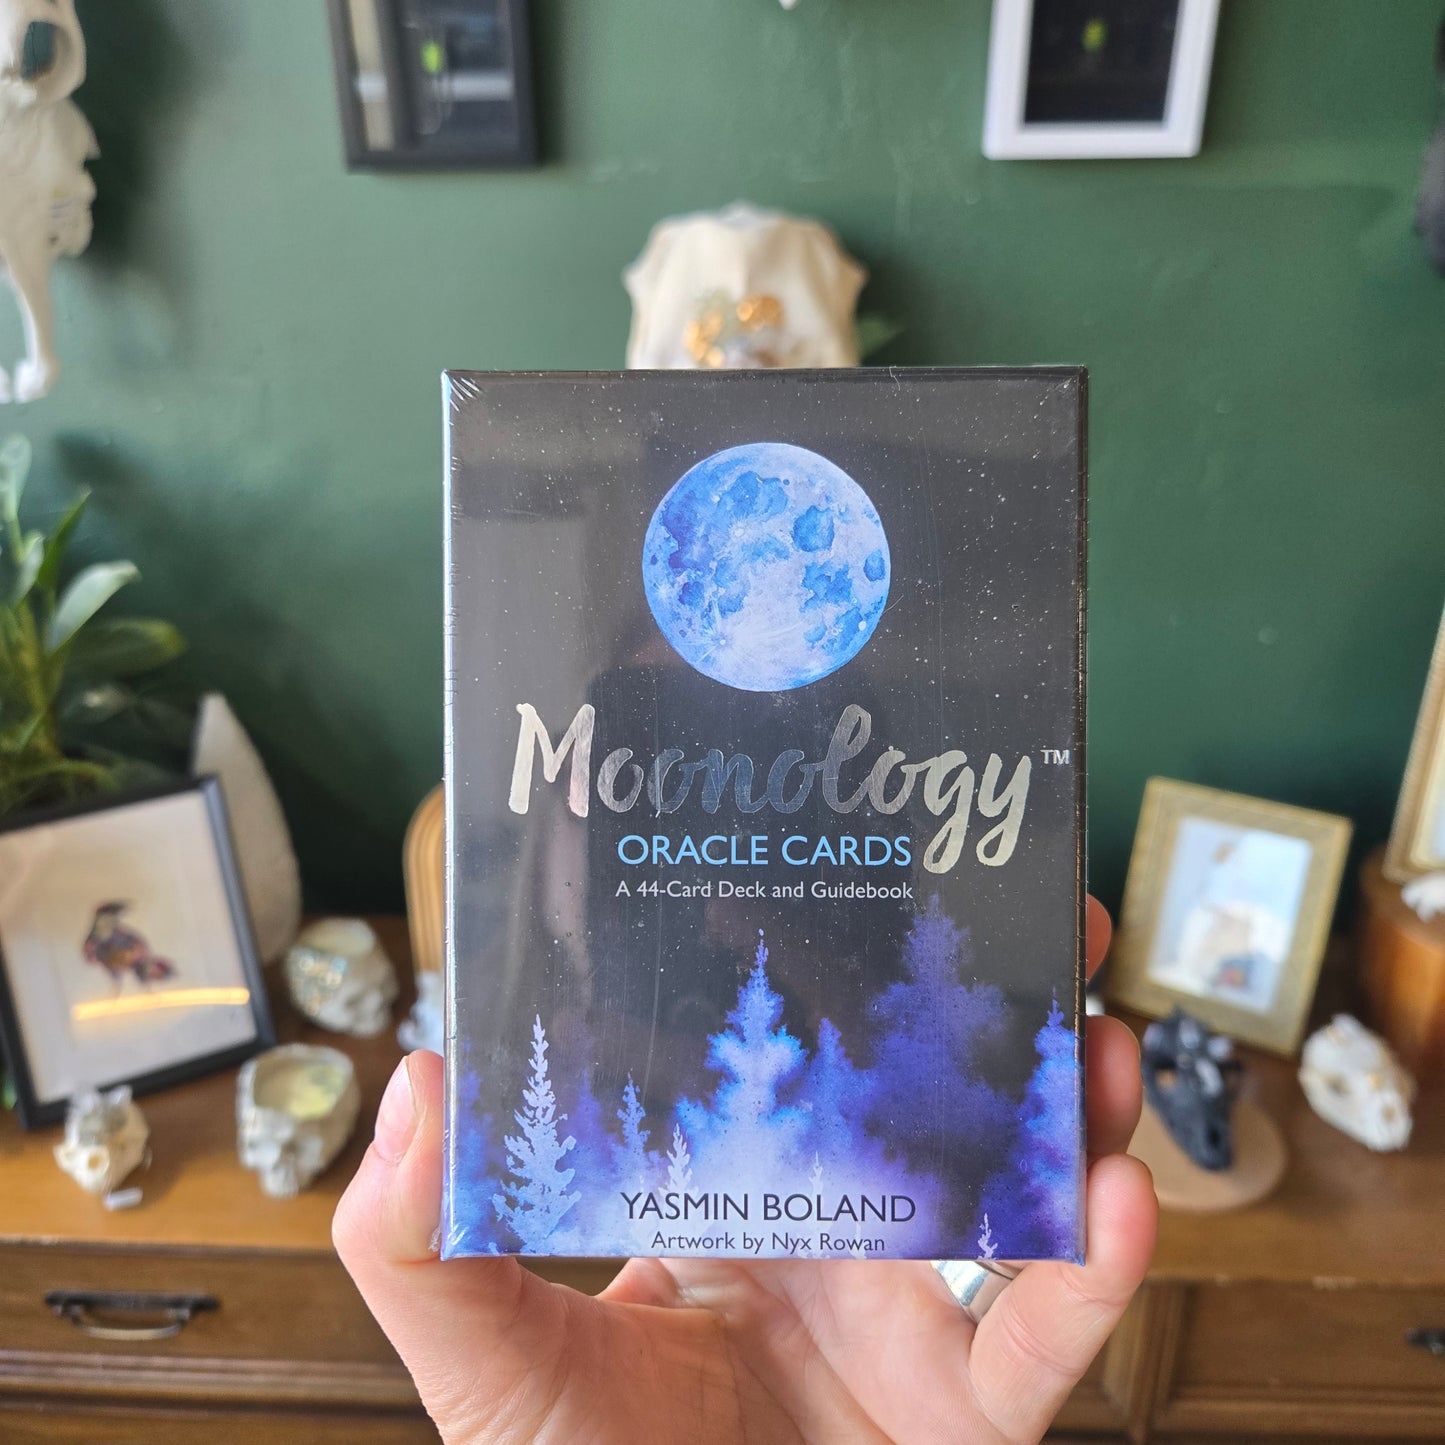 Moonology™
ORACLE CARDS
A 44-Card Deck and Guidebook
YASMIN BOLAND
Artwork by Nyx Rowan